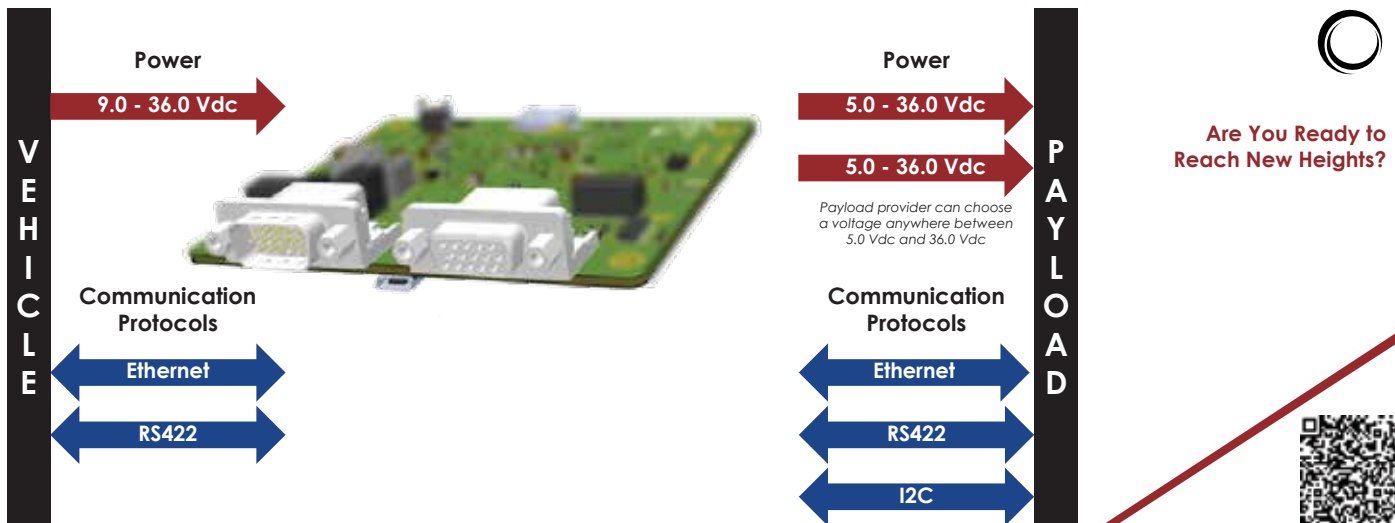 VEHICLE
Power
9.0 - 36.0 Vdc
Communication
Protocols
Ethernet
RS422
Power
5.0 - 36.0 Vdc
5.0 - 36.0 Vdc
Payload provider can choose
a voltage anywhere between
5.0 Vdc and 36.0 Vdc
Communication
Protocols
Ethernet
RS422
I2C
PAYLOAD
Are You Ready to
Reach New Heights?